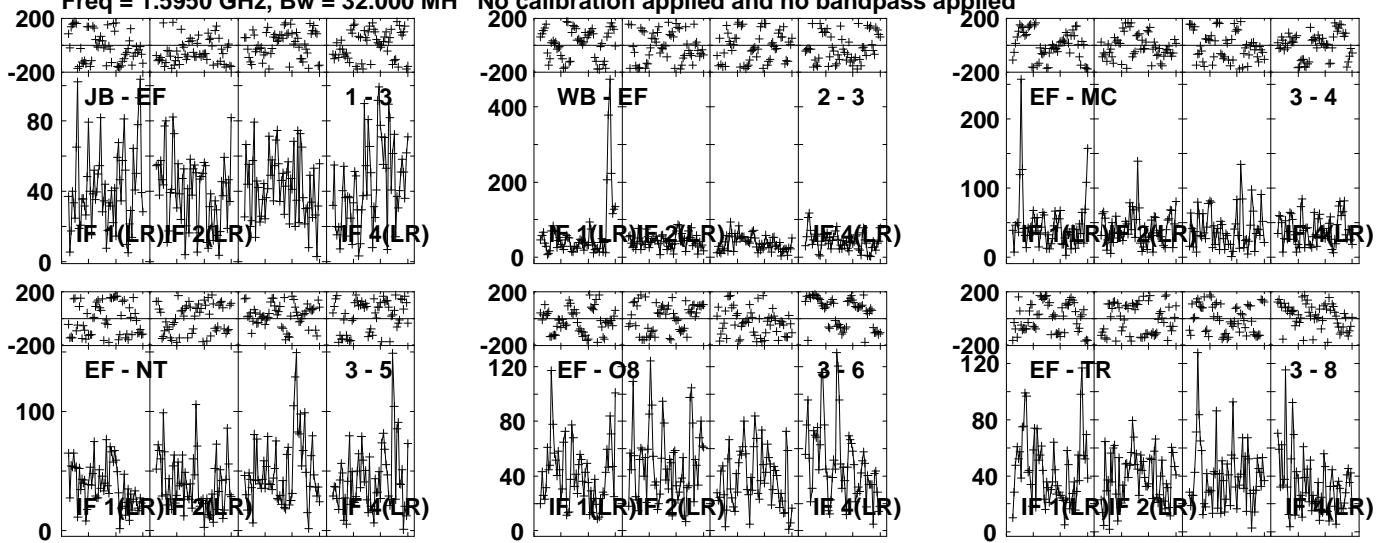 Freq = 1.5950 GHz, Bw = 32.000 MH No calibration applied and no bandpass applied
200
-200
JB - EF 1 - 3
80
40
0
IF 1(LR) IF 2(LR) IF 4(LR)
200
-200
WB - EF 2 - 3
400
200
0
IF 1(LR) IF 2(LR) IF 4(LR)
200
-200
EF - MC 3 - 4
200
100
0
IF 1(LR) IF 2(LR) IF 4(LR)
200
-200
EF - NT 3 - 5
100
0
IF 1(LR) IF 2(LR) IF 4(LR)
200
-200
EF - O8 3 - 6
120
80
40
0
IF 1(LR) IF 2(LR) IF 4(LR)
200
-200
EF - TR 3 - 8
120
80
40
0
IF 1(LR) IF 2(LR) IF 4(LR)